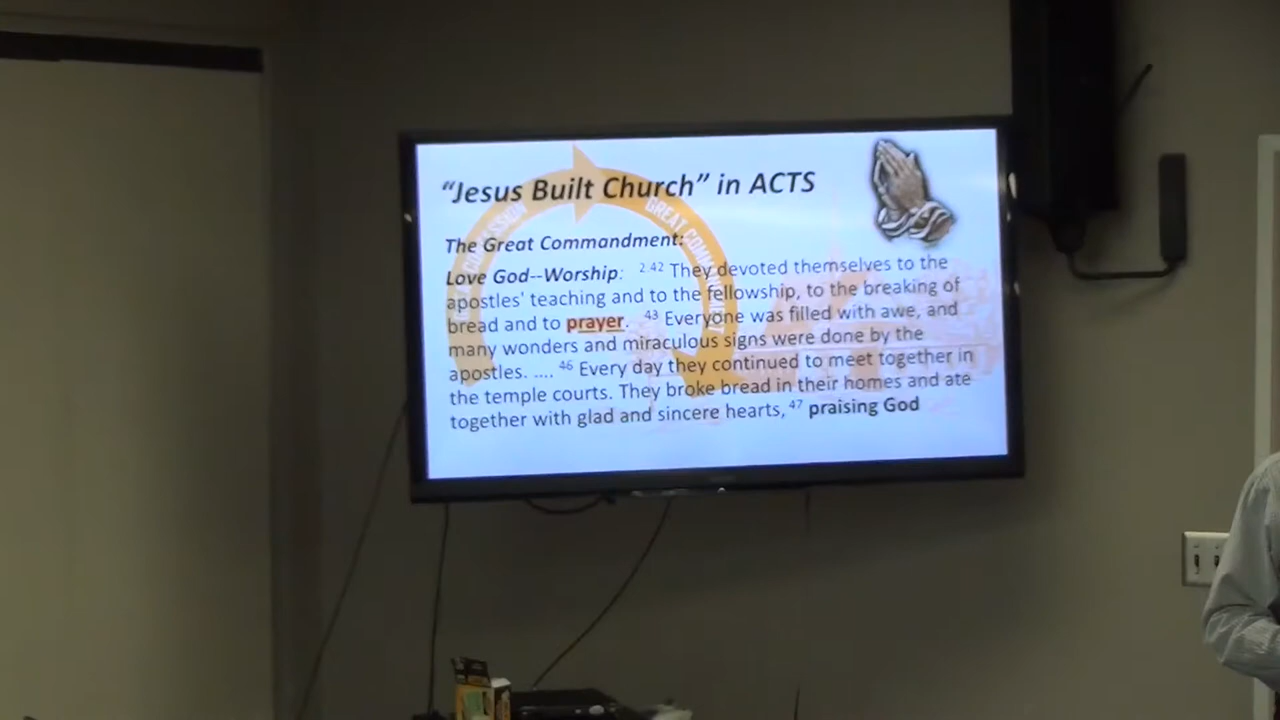 “Jesus Built Church” in ACTS
The Great Commandment:
Love God--Worship: 2.42 They devoted themselves to the
apostles' teaching and to the fellowship, to the breaking of
bread and to prayer. 43 Everyone was filled with awe, and
many wonders and miraculous signs were done by the
apostles. .... 46 Every day they continued to meet together in
the temple courts. They broke bread in their homes and ate
together with glad and sincere hearts, 47 praising God
GREAT